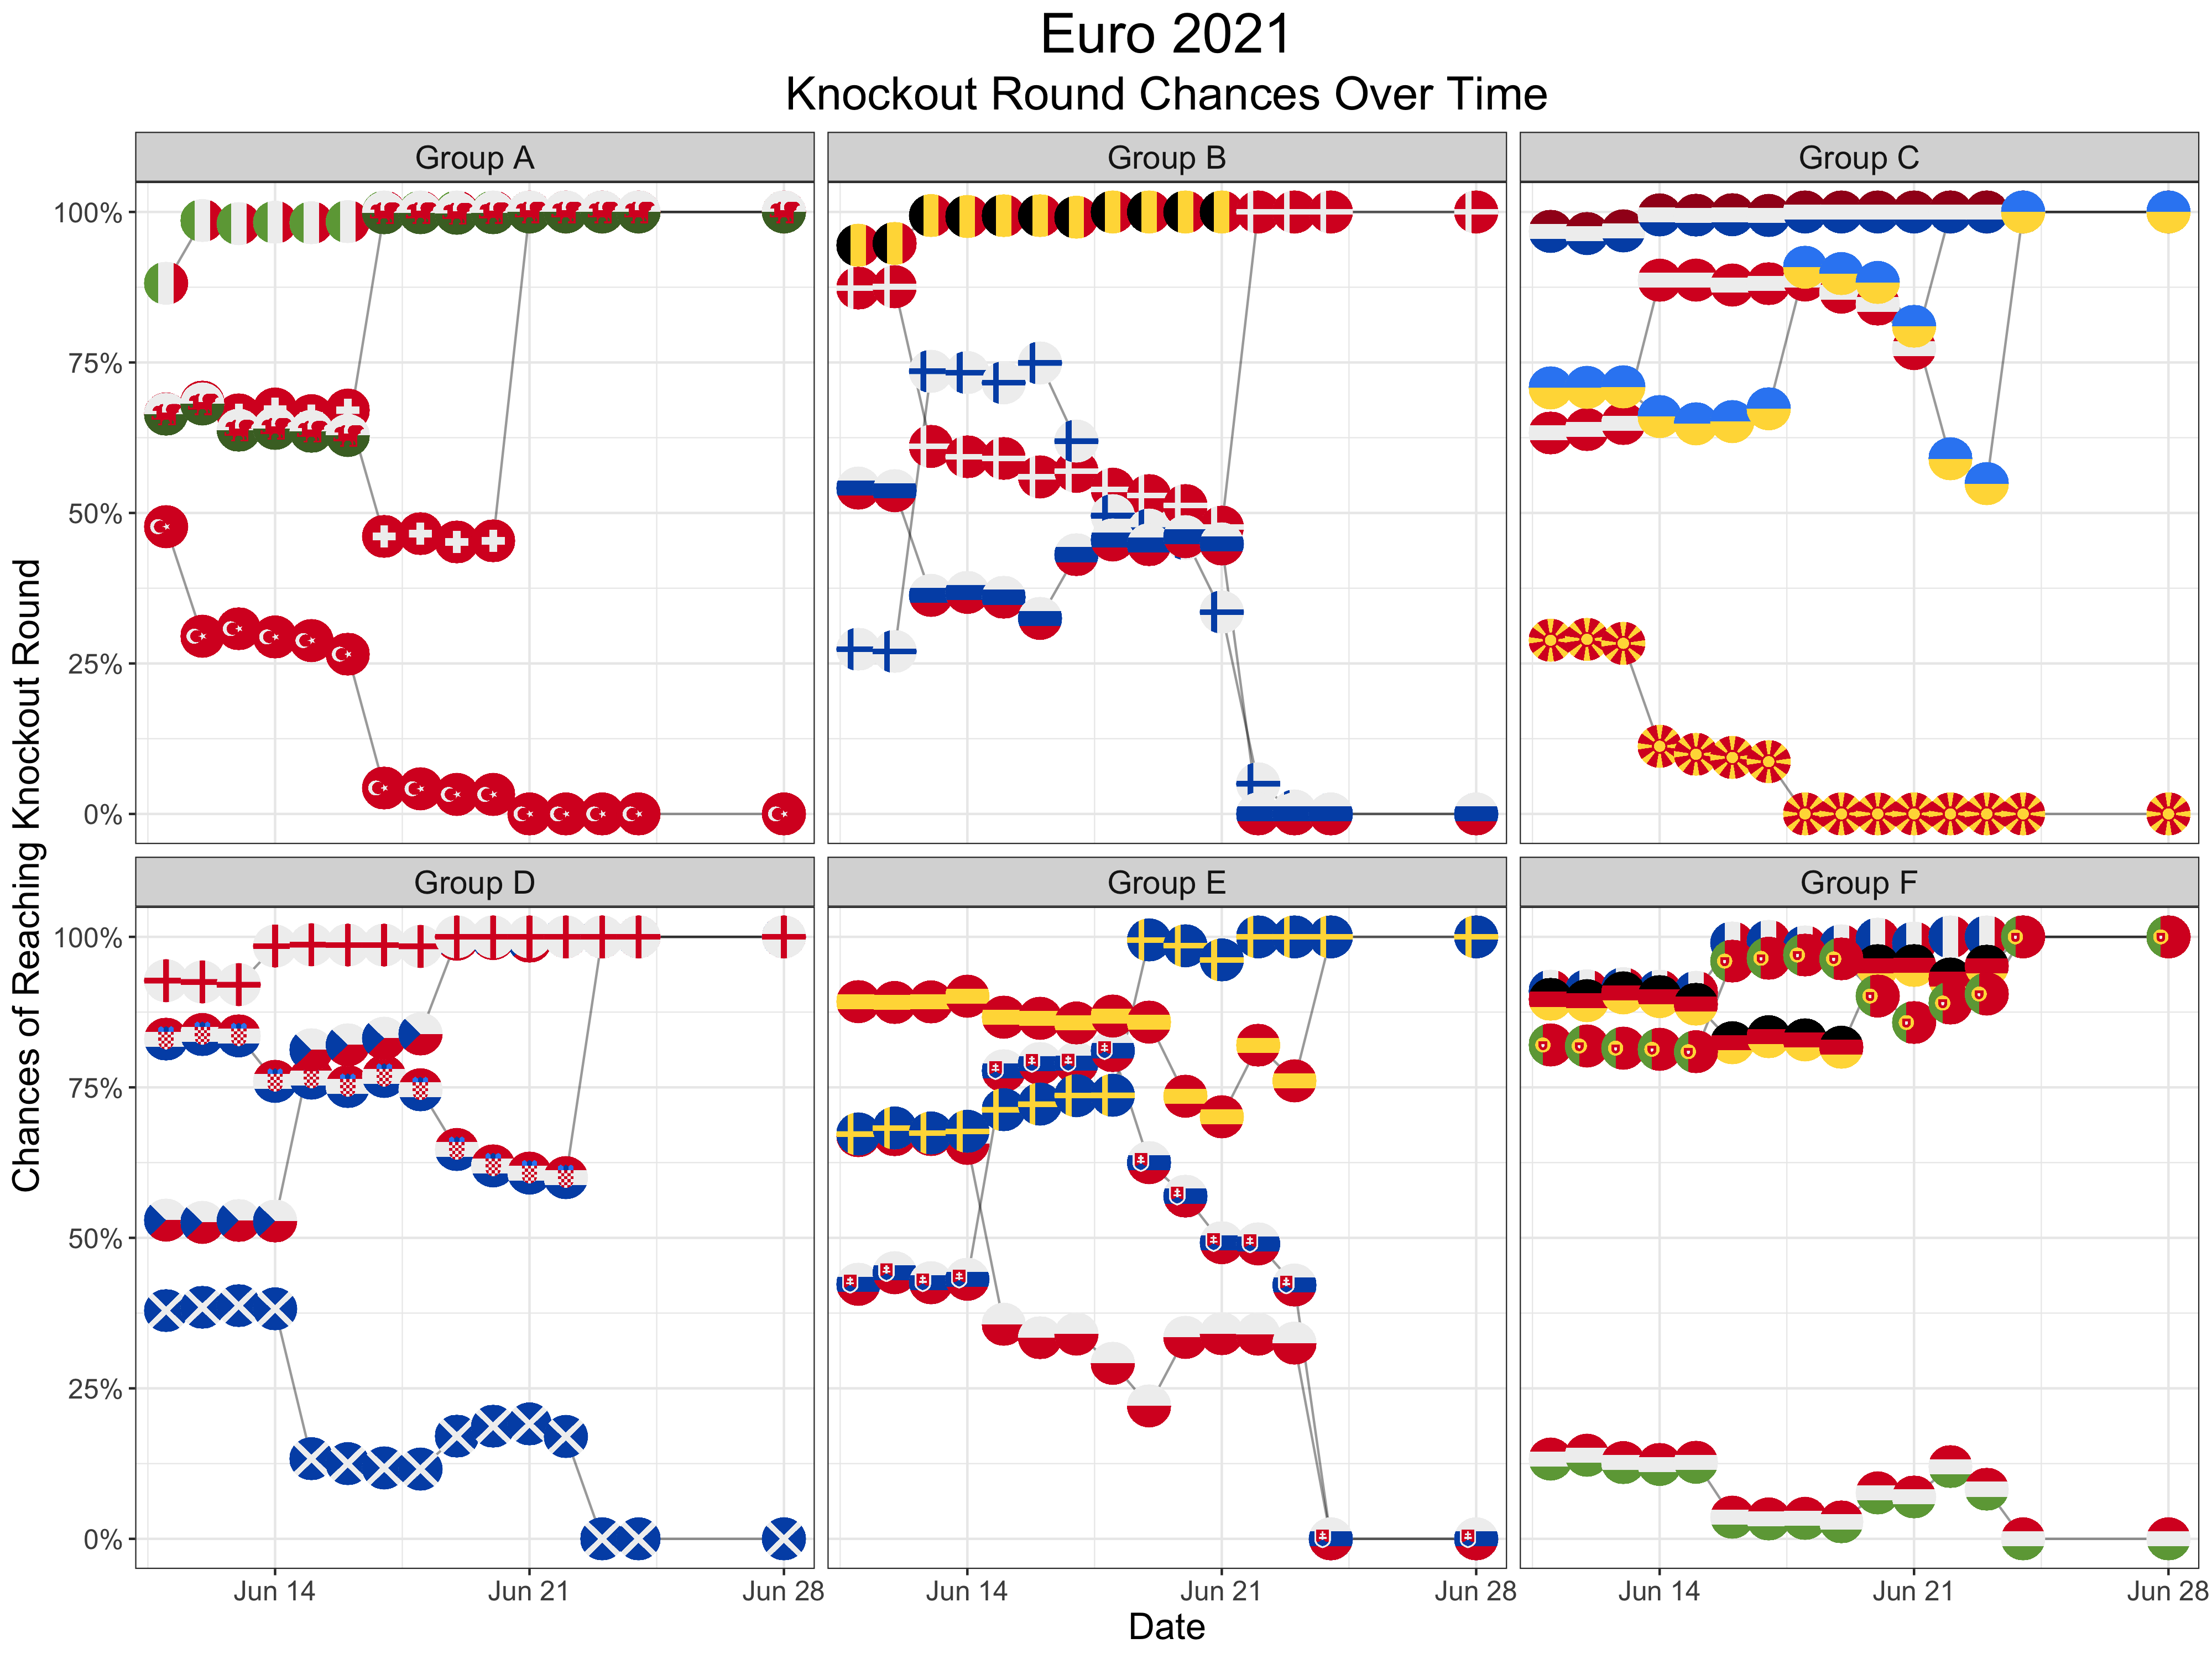 Euro 2021
Knockout Round Chances Over Time
Group A
Group B
Group C
100%
75%
50%
25%
0%
Chances of Reaching Knockout Round
Group D
Group E
Group F
100%
75%
50%
25%
0%
Jun 14
Jun 21
Jun 28
Jun 14
Jun 21
Jun 28
Jun 14
Jun 21
Jun 28
Date